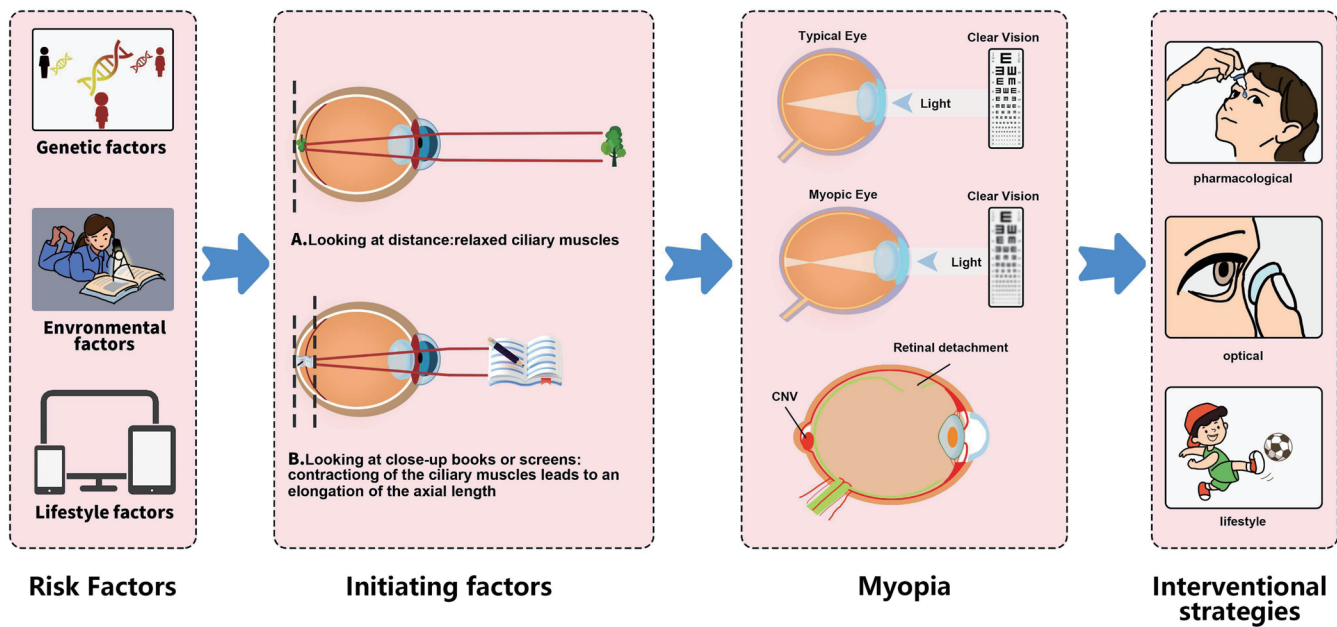 Genetic factors
Envronmental
factors
Lifestyle factors
Risk Factors
A.Looking at distance:relaxed ciliary muscles
B.Looking at close-up books or screens:
contractiong of the ciliary muscles leads to an
elongation of the axial length
Initiating factors
Typical Eye
Clear Vision
Light
Myopic Eye
Clear Vision
Light
Retinal detachment
CNV
Myopia
pharmacological
optical
lifestyle
Interventional
strategies